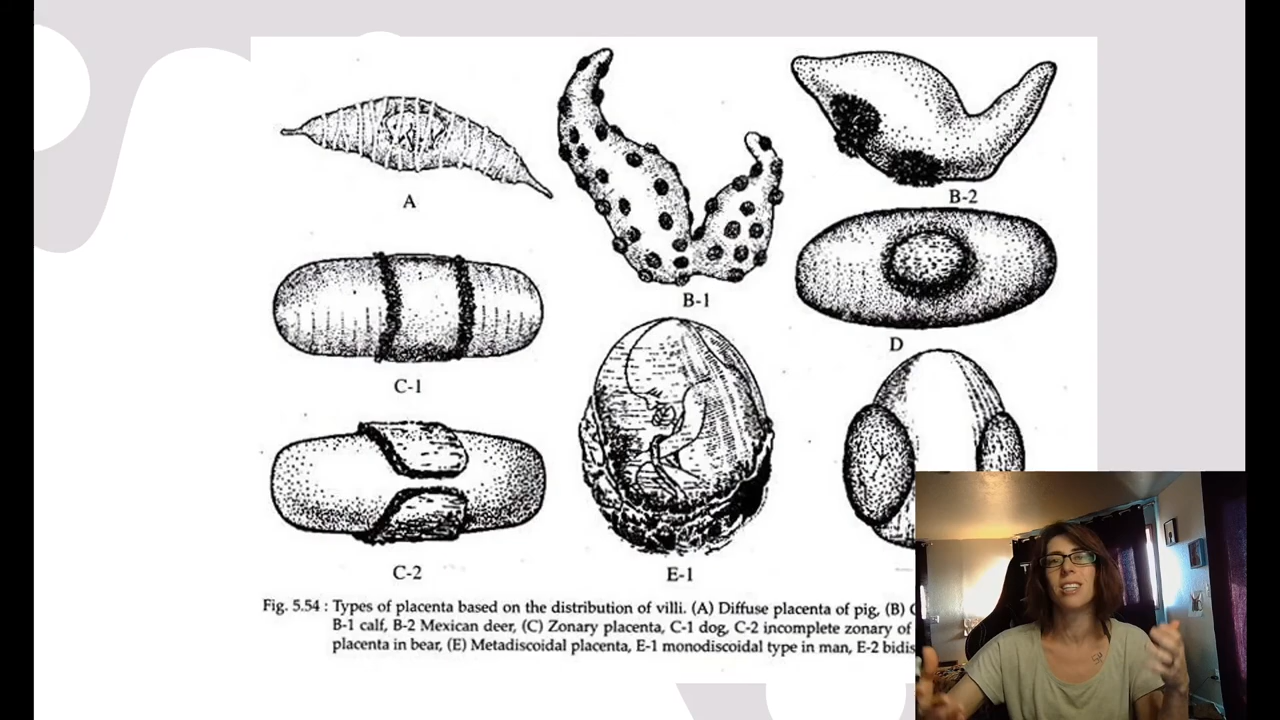 A
B-1
B-2
C-1
D
C-2
E-1
Fig. 5.54 : Types of placenta based on the distribution of villi. (A) Diffuse placenta of pig, (B)
B-1 calf, B-2 Mexican deer, (C) Zonary placenta, C-1 dog, C-2 incomplete zonary of
placenta in bear, (E) Metadiscoidal placenta, E-1 monodiscoidal type in man, E-2 bidis